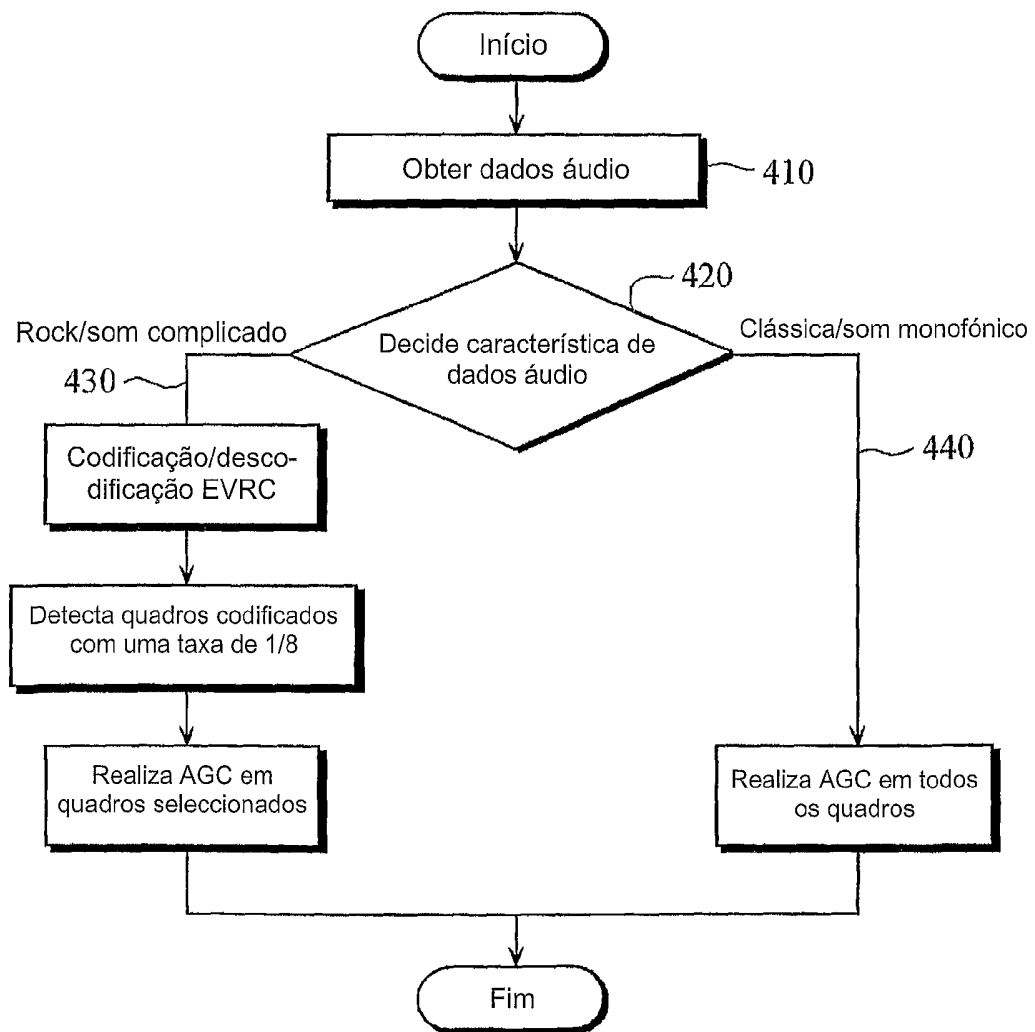 Início
Obter dados áudio
410
420
Rock/som complicado
Decide característica de
dados áudio
Clássica/som monofónico
430
440
Codificação/desco-
dificação EVRC
Detecta quadros codificados
com uma taxa de 1/8
Realiza AGC em
quadros seleccionados
Realiza AGC em todos
os quadros
Fim